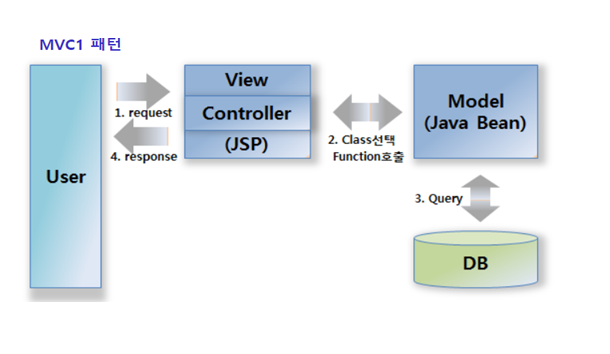 MVC1 패턴
User
1. request
4. response
View
Controller
(JSP)
2. Class선택
Function호출
Model
(Java Bean)
3. Query
DB